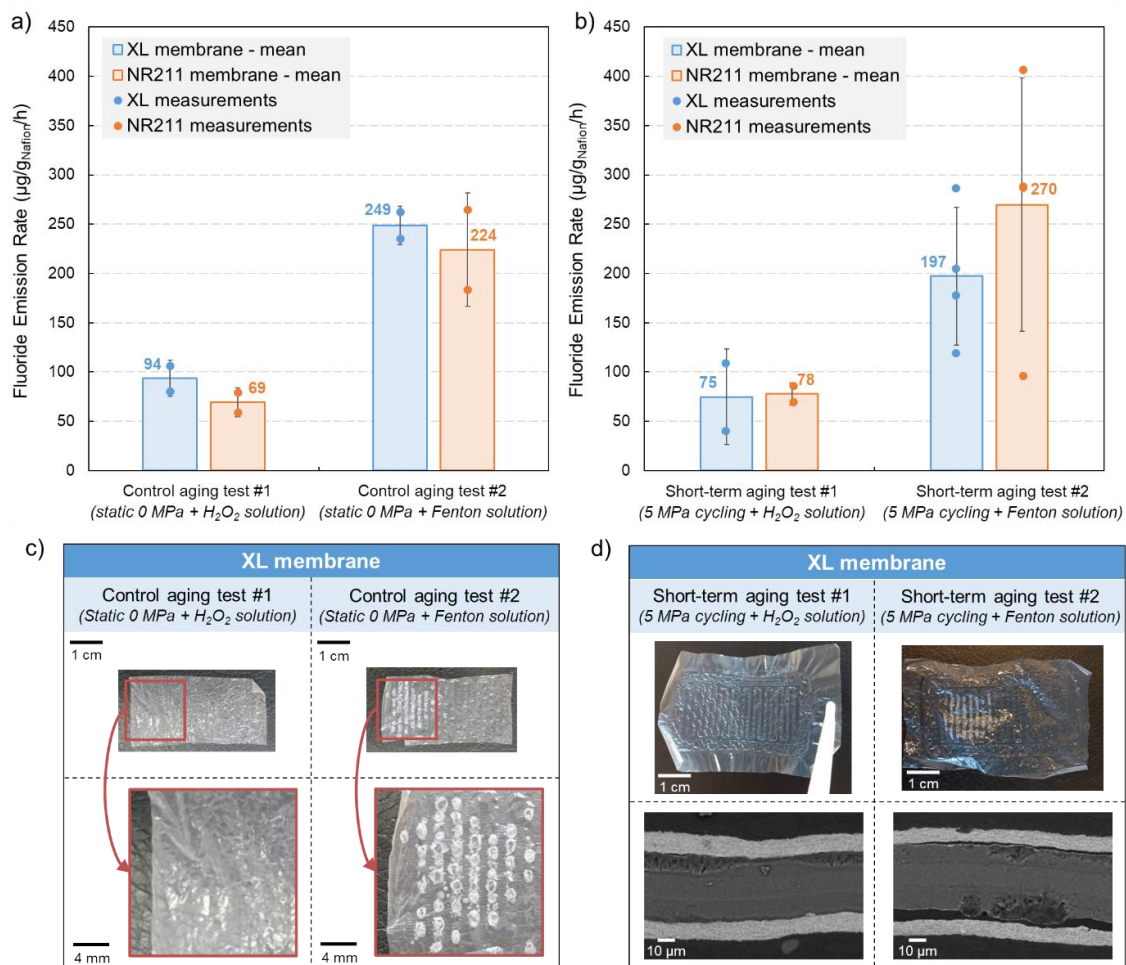 a)
Fluoride Emission Rate (µg/g_Nafion/h)
450
400
350
300
250
200
150
100
50
0
XL membrane - mean
NR211 membrane - mean
XL measurements
NR211 measurements
94
69
249
224
Control aging test #1
(static 0 MPa + H₂O₂ solution)
Control aging test #2
(static 0 MPa + Fenton solution)
b)
Fluoride Emission Rate (µg/g_Nafion/h)
450
400
350
300
250
200
150
100
50
0
XL membrane - mean
NR211 membrane - mean
XL measurements
NR211 measurements
75
78
197
270
Short-term aging test #1
(5 MPa cycling + H₂O₂ solution)
Short-term aging test #2
(5 MPa cycling + Fenton solution)
c)
XL membrane
Control aging test #1
(Static 0 MPa + H₂O₂ solution)
Control aging test #2
(Static 0 MPa + Fenton solution)
1 cm
1 cm
4 mm
4 mm
d)
XL membrane
Short-term aging test #1
(5 MPa cycling + H₂O₂ solution)
Short-term aging test #2
(5 MPa cycling + Fenton solution)
1 cm
1 cm
10 µm
10 µm